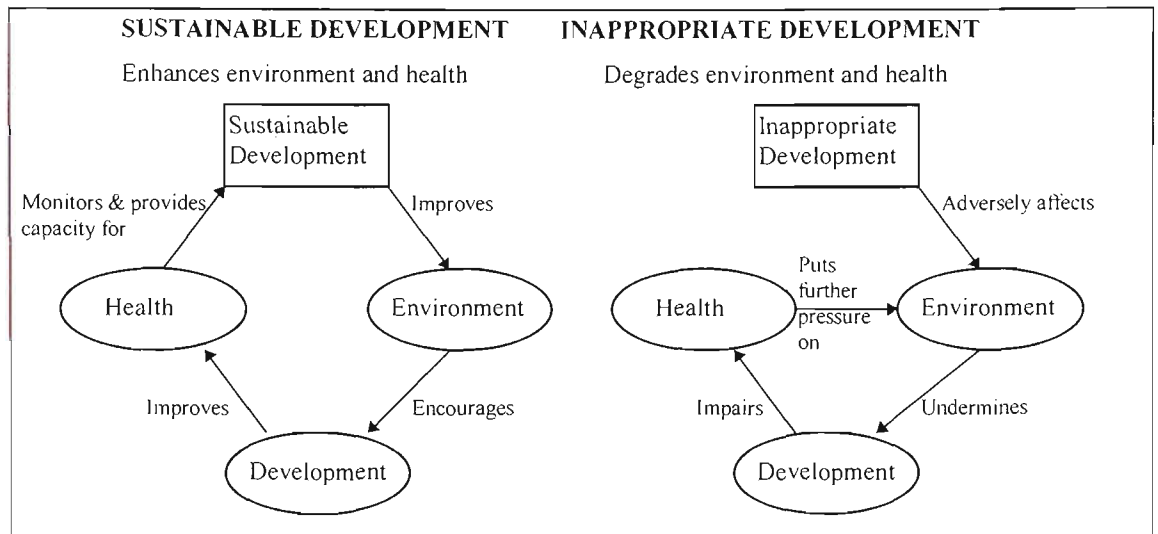 SUSTAINABLE DEVELOPMENT
Enhances environment and health
Sustainable
Development
Monitors & provides
capacity for
Improves
Health
Environment
Improves
Encourages
Development
INAPPROPRIATE DEVELOPMENT
Degrades environment and health
Inappropriate
Development
Adversely affects
Puts
further
pressure
on
Health
Environment
Impairs
Undermines
Development